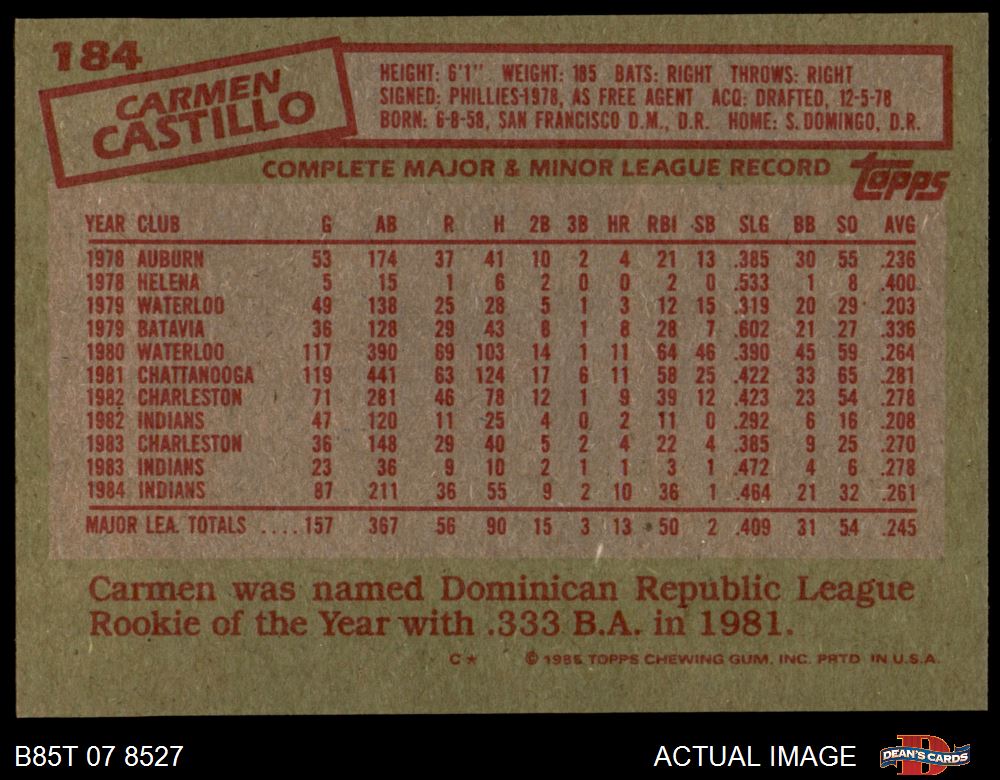 184
CARMEN
CASTILLO
HEIGHT: 6'1" WEIGHT: 185 BATS: RIGHT THROWS: RIGHT
SIGNED: PHILLIES-1978, AS FREE AGENT ACQ: DRAFTED, 12-5-78
BORN: 6-8-58, SAN FRANCISCO D.M., D.R. HOME: S. DOMINGO, D.R.
COMPLETE MAJOR & MINOR LEAGUE RECORD
Topps
YEAR CLUB G AB R H 2B 3B HR RBI SB SLG BB SO AVG
1978 AUBURN 53 174 37 41 10 2 4 21 13 .385 30 55 .236
1978 HELENA 5 15 1 6 2 0 0 2 0 .533 1 8 .400
1979 WATERLOO 49 138 25 28 5 1 3 12 15 .319 20 29 .203
1979 BATAVIA 36 128 29 43 8 1 8 28 7 .602 21 27 .336
1980 WATERLOO 117 390 69 103 14 1 11 64 46 .390 45 59 .264
1981 CHATTANOOGA 119 441 63 124 17 6 11 58 25 .422 33 65 .281
1982 CHARLESTON 71 281 46 78 12 1 9 39 12 .423 23 54 .278
1982 INDIANS 47 120 11 25 4 0 2 11 0 .292 6 16 .208
1983 CHARLESTON 36 148 29 40 5 2 4 22 4 .385 9 25 .270
1983 INDIANS 23 36 9 10 2 1 1 3 1 .472 4 6 .278
1984 INDIANS 87 211 36 55 9 2 10 36 1 .464 21 32 .261
MAJOR LEA. TOTALS ....157 367 56 90 15 3 13 50 2 .409 31 54 .245
Carmen was named Dominican Republic League
Rookie of the Year with .333 B.A. in 1981.
C* © 1985 TOPPS CHEWING GUM, INC. PRTD. IN U.S.A.
B85T 07 8527
ACTUAL IMAGE
DEAN'S CARDS